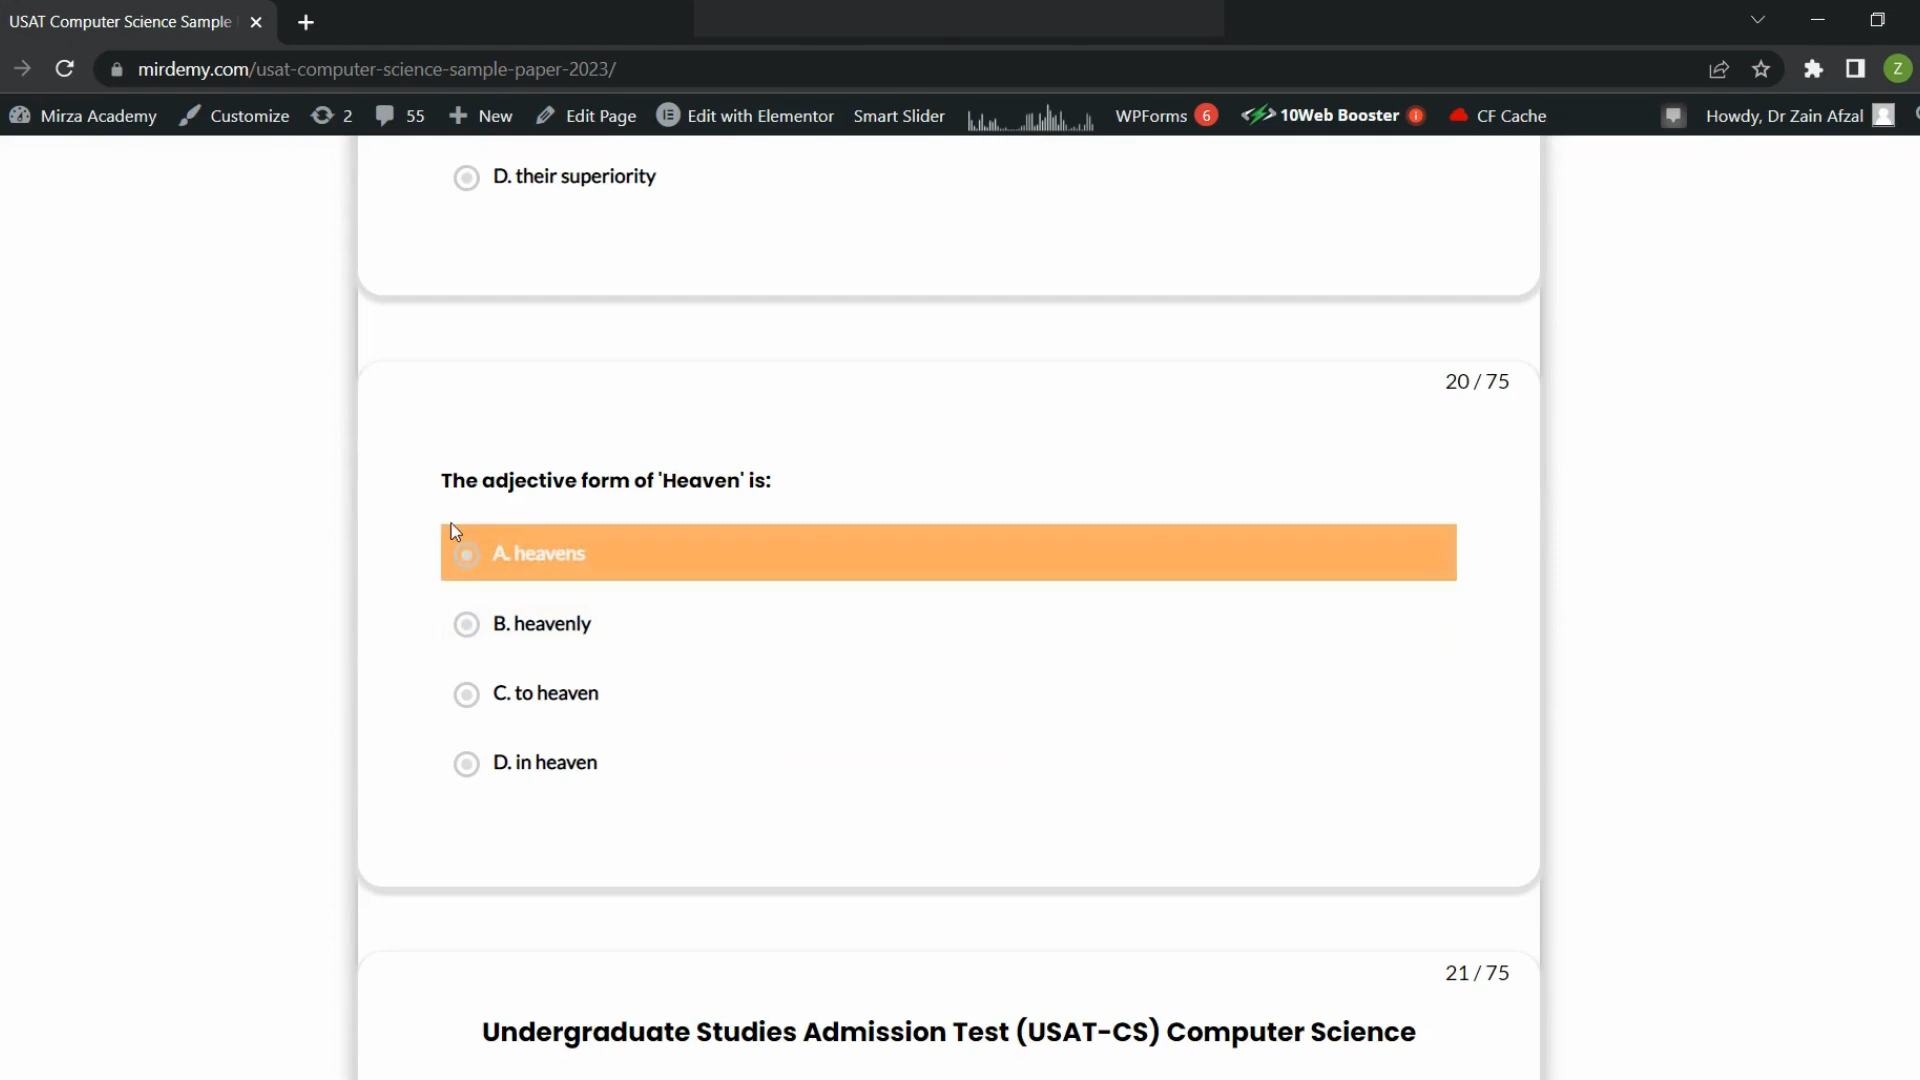 USAT Computer Science Sample
mirdemy.com/usat-computer-science-sample-paper-2023/
Z
Mirza Academy
Customize
2
55
New
Edit Page
Edit with Elementor
Smart Slider
WPForms 6
10Web Booster
CF Cache
Howdy, Dr Zain Afzal
D. their superiority
20 / 75
The adjective form of 'Heaven' is:
A. heavens
B. heavenly
C. to heaven
D. in heaven
21 / 75
Undergraduate Studies Admission Test (USAT-CS) Computer Science